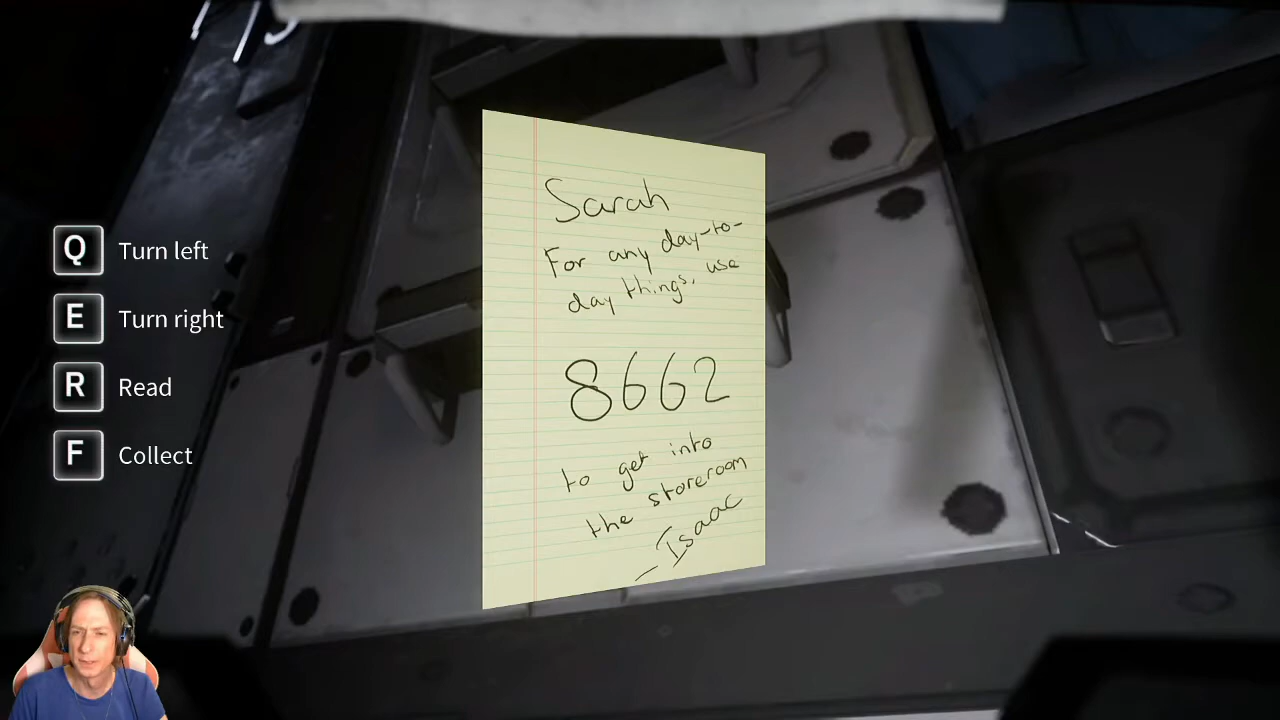 Q Turn left
E Turn right
R Read
F Collect
Sarah
For any day-to-
day things, use
8662
to get into
the storeroom
- Isaac